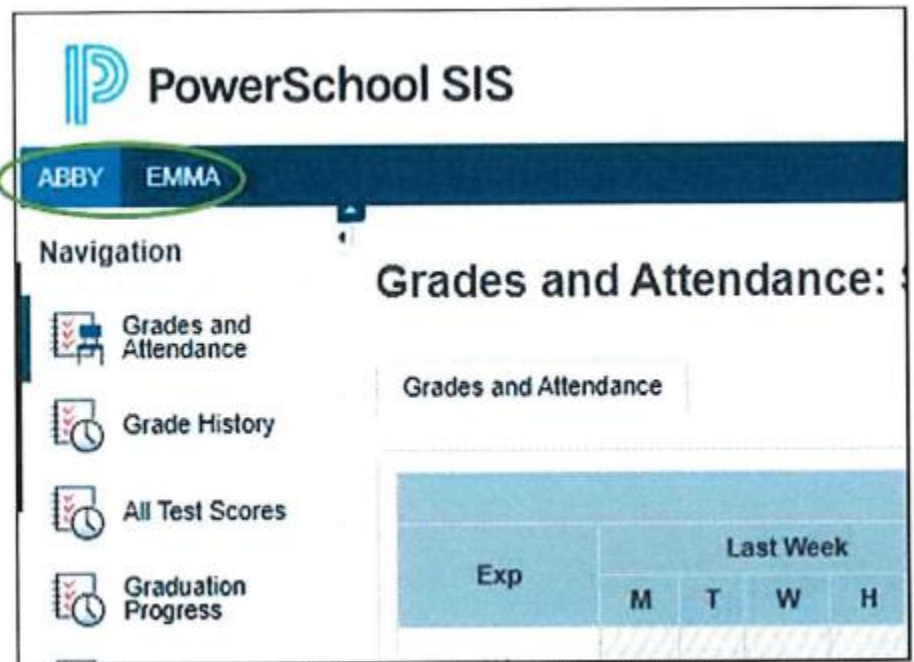 PowerSchool SIS
ABBY EMMA
Navigation
Grades and
Attendance
Grade History
All Test Scores
Graduation
Progress
Grades and Attendance:
Grades and Attendance
Exp
Last Week
M T W H